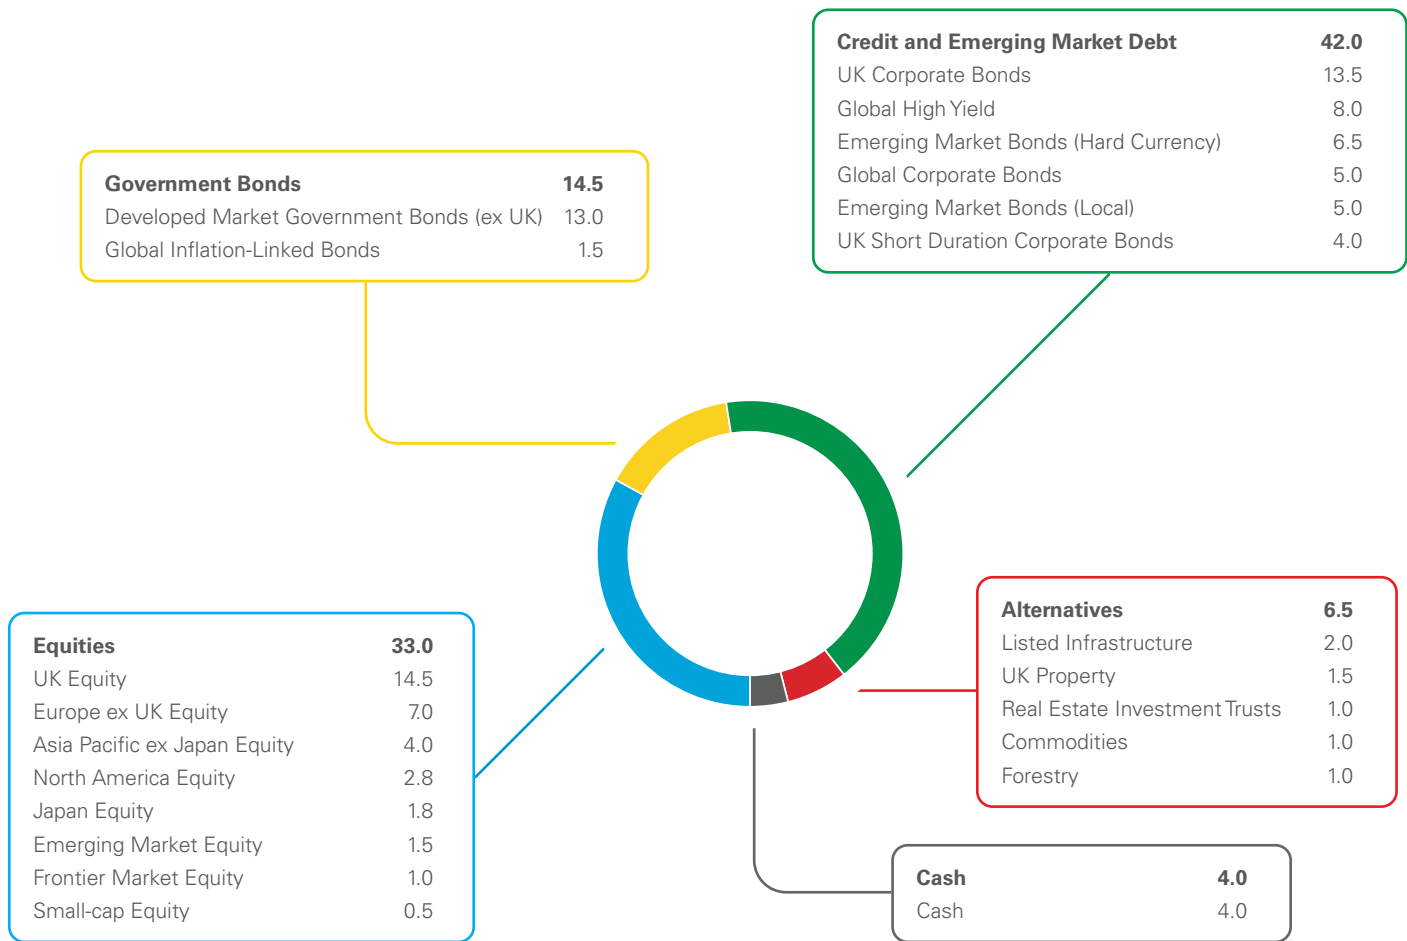 Credit and Emerging Market Debt 42.0
UK Corporate Bonds 13.5
Global High Yield 8.0
Emerging Market Bonds (Hard Currency) 6.5
Global Corporate Bonds 5.0
Emerging Market Bonds (Local) 5.0
UK Short Duration Corporate Bonds 4.0
Government Bonds 14.5
Developed Market Government Bonds (ex UK) 13.0
Global Inflation-Linked Bonds 1.5
Equities 33.0
UK Equity 14.5
Europe ex UK Equity 7.0
Asia Pacific ex Japan Equity 4.0
North America Equity 2.8
Japan Equity 1.8
Emerging Market Equity 1.5
Frontier Market Equity 1.0
Small-cap Equity 0.5
Alternatives 6.5
Listed Infrastructure 2.0
UK Property 1.5
Real Estate Investment Trusts 1.0
Commodities 1.0
Forestry 1.0
Cash 4.0
Cash 4.0